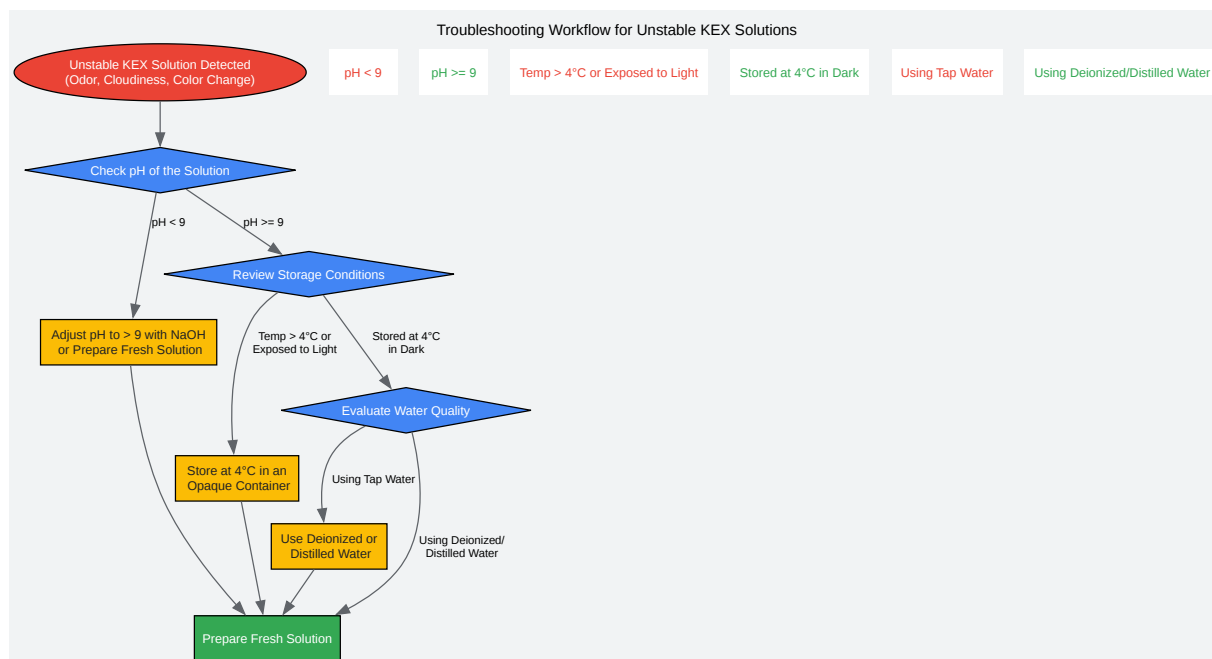 Troubleshooting Workflow for Unstable KEX Solutions
Unstable KEX Solution Detected
(Odor, Cloudiness, Color Change)
pH < 9
pH >= 9
Temp > 4°C or Exposed to Light
Stored at 4°C in Dark
Using Tap Water
Using Deionized/Distilled Water
Check pH of the Solution
pH < 9
pH >= 9
Review Storage Conditions
Adjust pH to > 9 with NaOH
or Prepare Fresh Solution
Temp > 4°C or
Exposed to Light
Stored at 4°C
in Dark
Evaluate Water Quality
Store at 4°C in an
Opaque Container
Using Tap Water
Use Deionized or
Distilled Water
Using Deionized/
Distilled Water
Prepare Fresh Solution